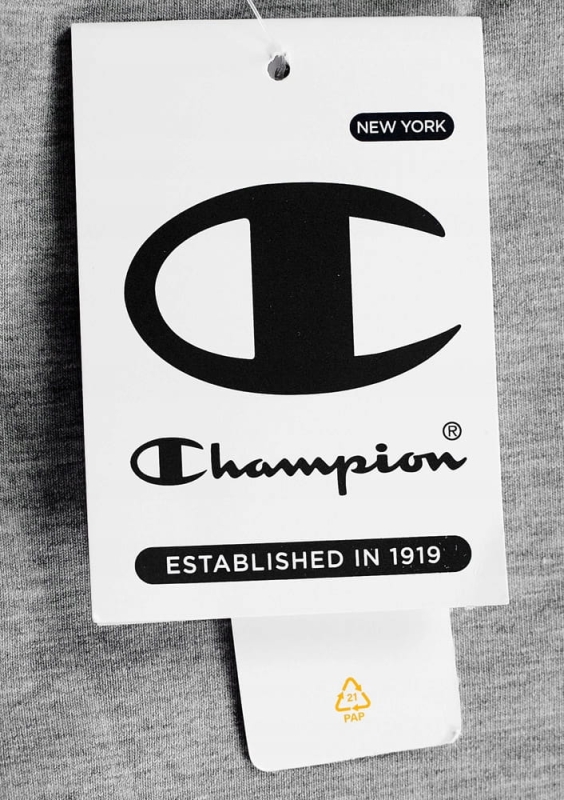 NEW YORK
Champion®
ESTABLISHED IN 1919
21
PAP